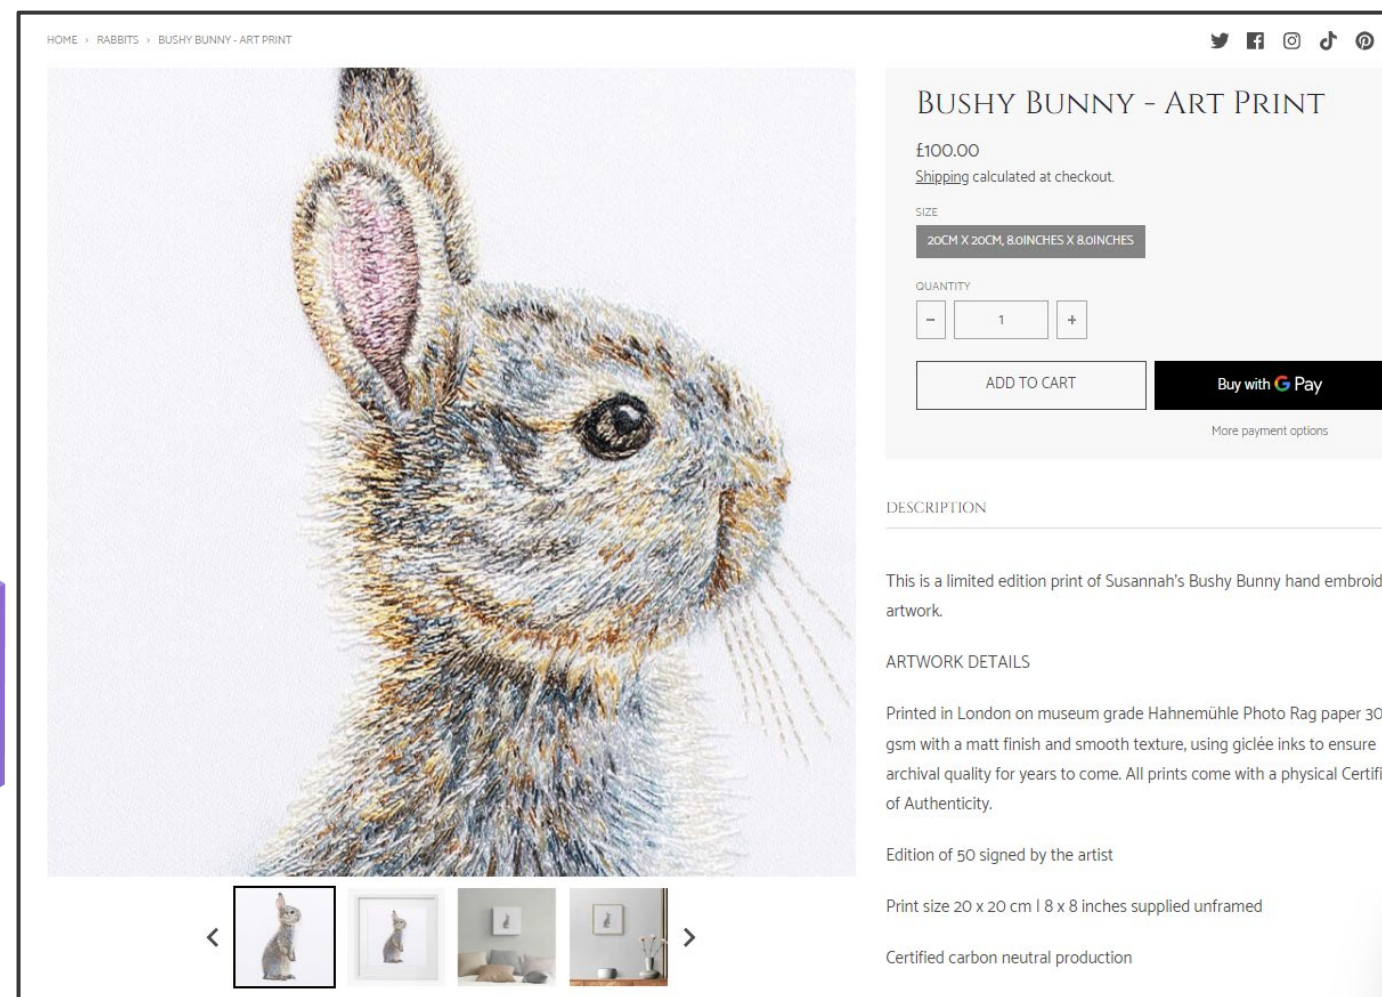 HOME › RABBITS › BUSHY BUNNY - ART PRINT
BUSHY BUNNY - ART PRINT
£100.00
Shipping calculated at checkout.
SIZE
20CM X 20CM, 8.0INCHES X 8.0INCHES
QUANTITY
− 1 +
ADD TO CART
Buy with G Pay
More payment options
DESCRIPTION
This is a limited edition print of Susannah's Bushy Bunny hand embroid
artwork.
ARTWORK DETAILS
Printed in London on museum grade Hahnemühle Photo Rag paper 30
gsm with a matt finish and smooth texture, using giclée inks to ensure
archival quality for years to come. All prints come with a physical Certifi
of Authenticity.
Edition of 50 signed by the artist
Print size 20 x 20 cm | 8 x 8 inches supplied unframed
Certified carbon neutral production